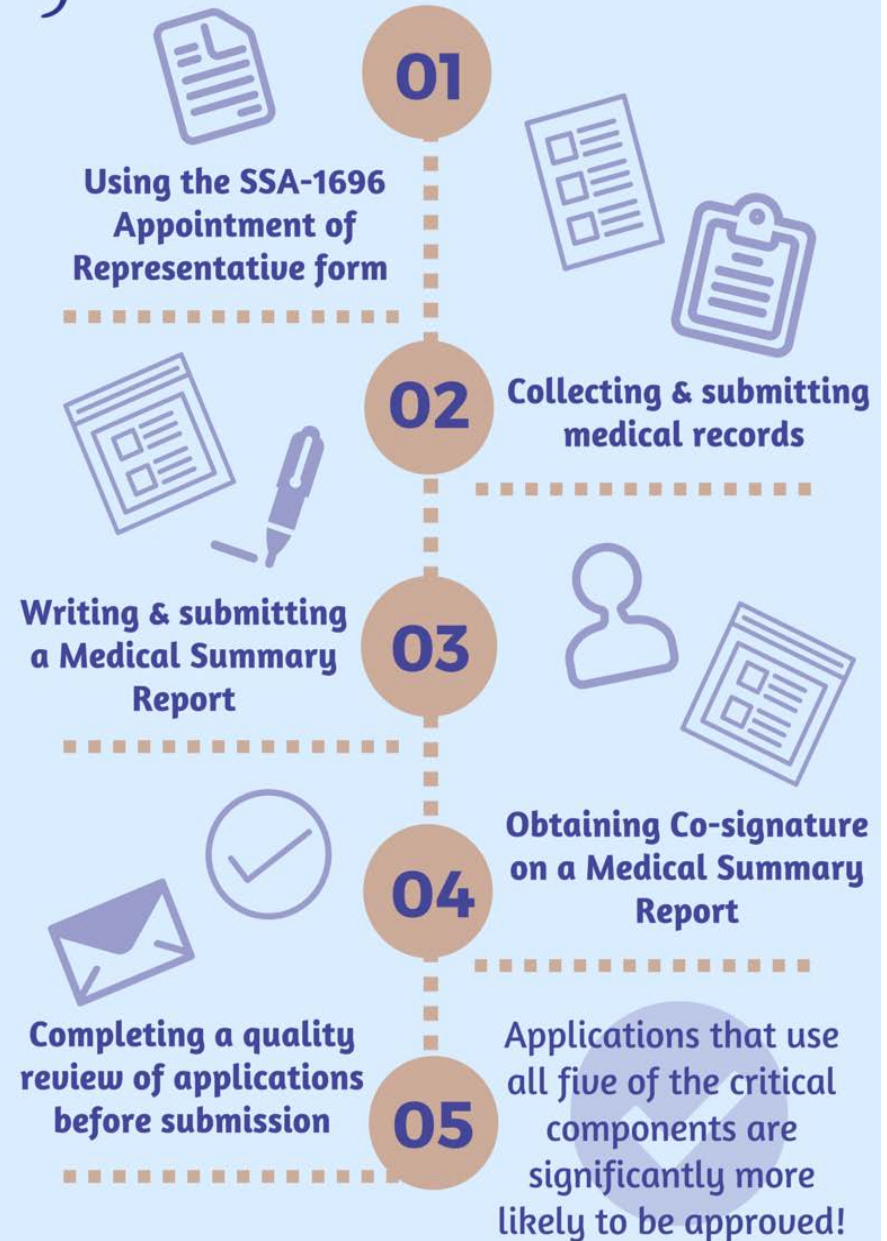 01
Using the SSA-1696
Appointment of
Representative form
02
Collecting & submitting
medical records
Writing & submitting
a Medical Summary
Report
03
04
Obtaining Co-signature
on a Medical Summary
Report
Completing a quality
review of applications
before submission
05
Applications that use
all five of the critical
components are
significantly more
likely to be approved!